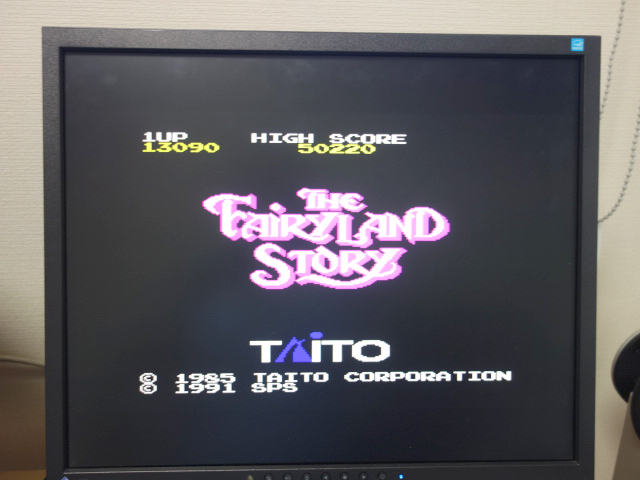 1UP HIGH SCORE
13090 50220
THE
FAIRYLAND
STORY
TAITO
© 1985 TAITO CORPORATION
© 1991 SPS